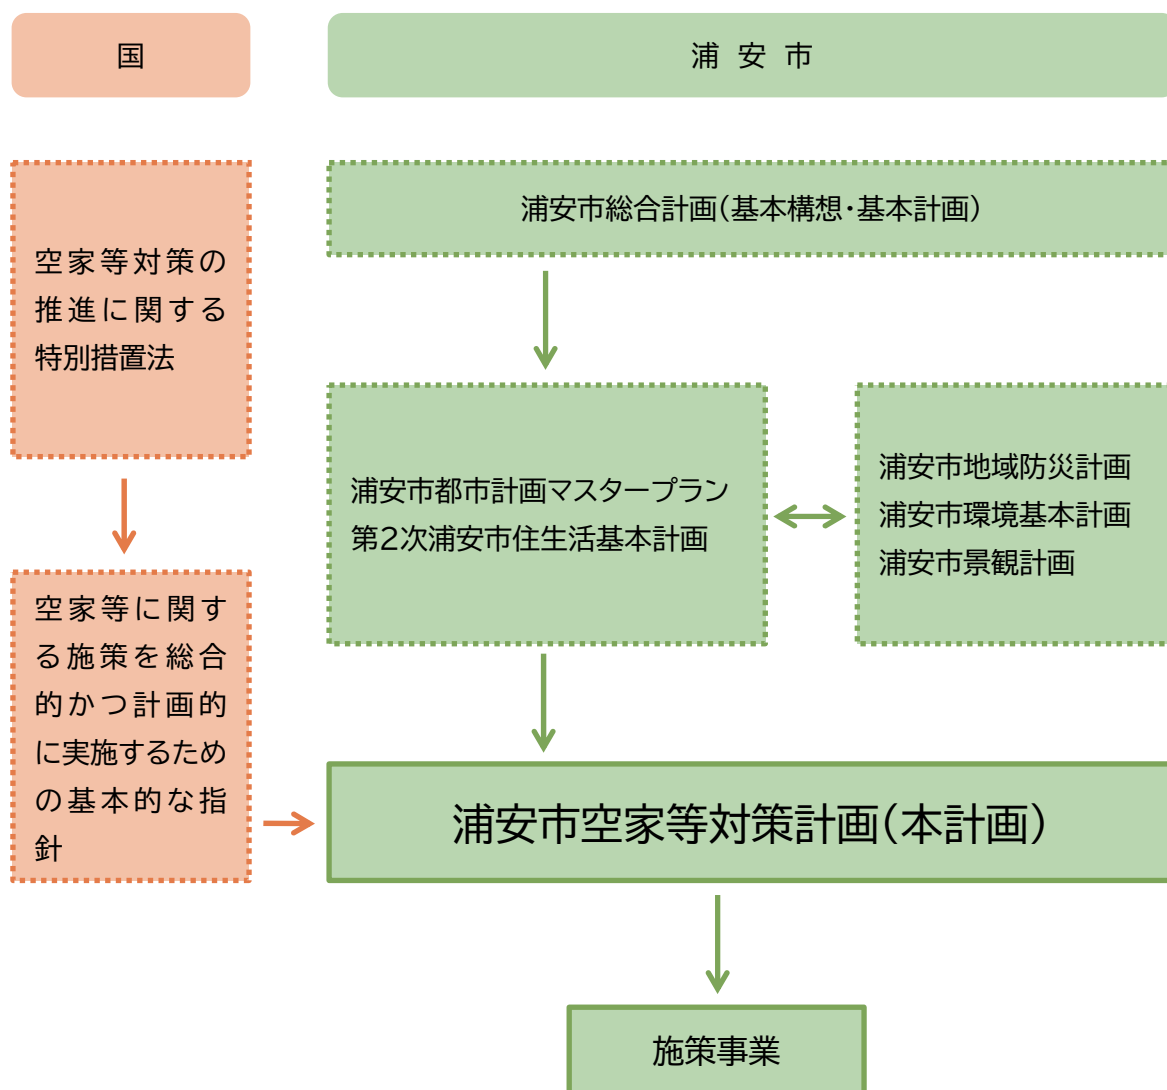 国
浦安市
空家等対策の
推進に関する
特別措置法
空家等に関す
る施策を総合
的かつ計画的
に実施するため
の基本的な指
針
浦安市総合計画(基本構想・基本計画)
浦安市都市計画マスタープラン
第2次浦安市住生活基本計画
浦安市地域防災計画
浦安市環境基本計画
浦安市景観計画
浦安市空家等対策計画(本計画)
施策事業